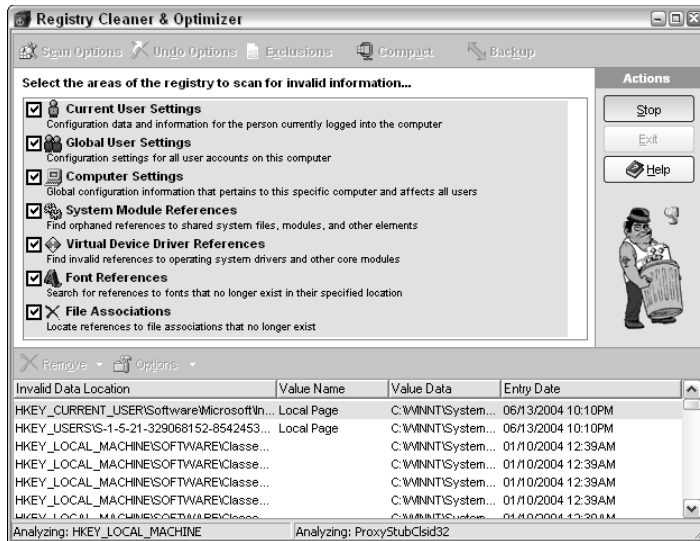 Registry Cleaner & Optimizer
Scan Options Undo Options Exclusions Compact Backup
Select the areas of the registry to scan for invalid information...
Current User Settings
Configuration data and information for the person currently logged into the computer
Global User Settings
Configuration settings for all user accounts on this computer
Computer Settings
Global configuration information that pertains to this specific computer and affects all users
System Module References
Find orphaned references to shared system files, modules, and other elements
Virtual Device Driver References
Find invalid references to operating system drivers and other core modules
Font References
Search for references to fonts that no longer exist in their specified location
File Associations
Locate references to file associations that no longer exist
Actions
Stop
Exit
Help
Remove Options
Invalid Data Location Value Name Value Data Entry Date
HKEY_CURRENT_USER\Software\Microsoft\In... Local Page C:\WINNT\System... 06/13/2004 10:10PM
HKEY_USERS\S-1-5-21-329068152-8542453... Local Page C:\WINNT\System... 06/13/2004 10:10PM
HKEY_LOCAL_MACHINE\SOFTWARE\Classe... C:\WINNT\System... 01/10/2004 12:39AM
HKEY_LOCAL_MACHINE\SOFTWARE\Classe... C:\WINNT\System... 01/10/2004 12:39AM
HKEY_LOCAL_MACHINE\SOFTWARE\Classe... C:\WINNT\System... 01/10/2004 12:39AM
HKEY_LOCAL_MACHINE\SOFTWARE\Classe... C:\WINNT\System... 01/10/2004 12:39AM
HKEY_LOCAL_MACHINE\SOFTWARE\Classe... C:\WINNT\System... 01/10/2004 12:39AM
Analyzing: HKEY_LOCAL_MACHINE Analyzing: ProxyStubClsid32